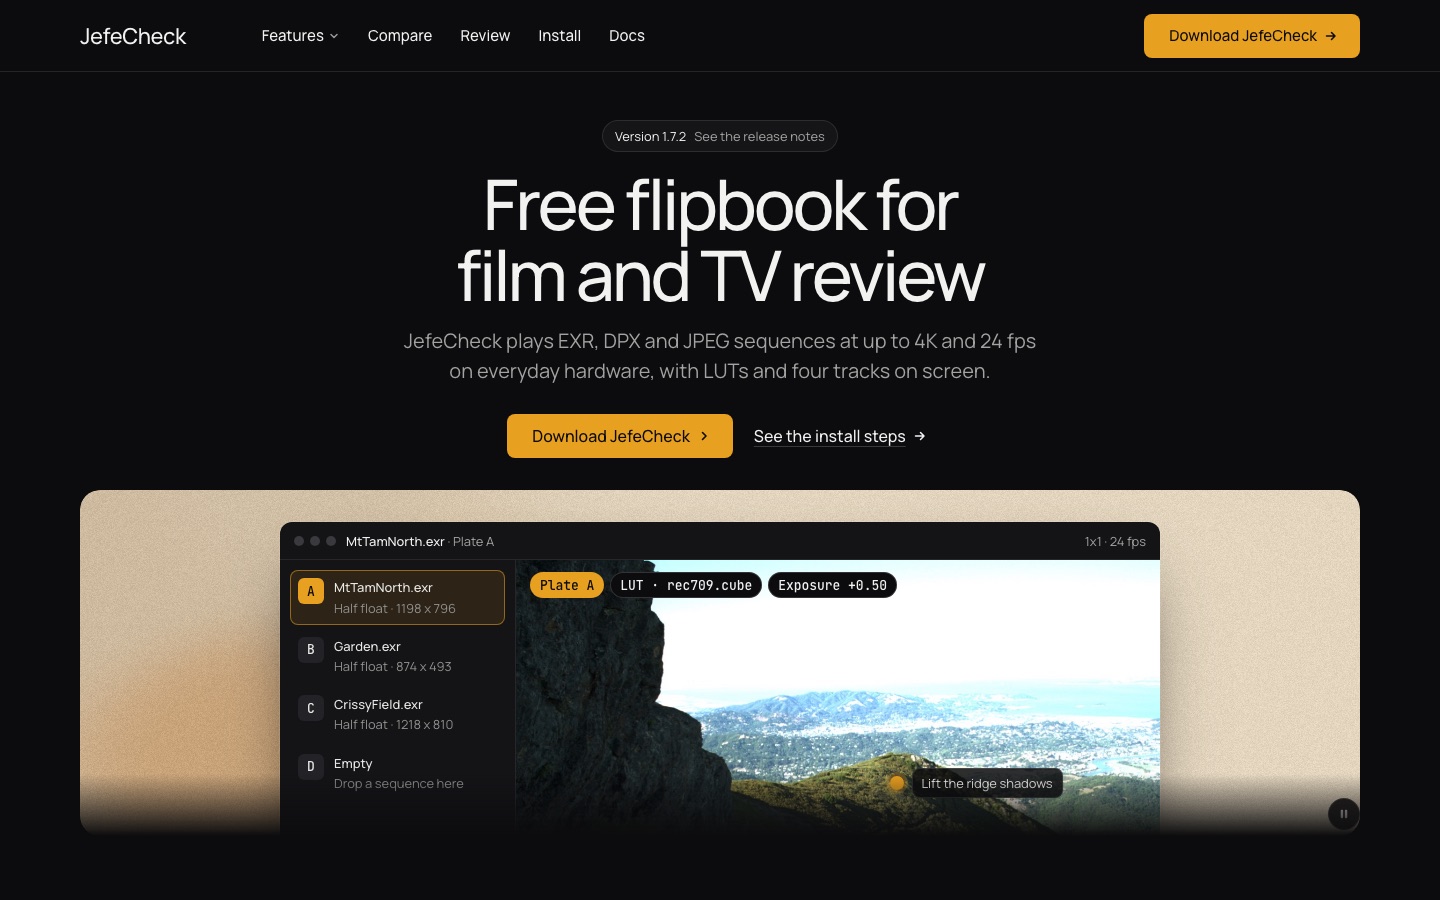 JefeCheck
Features
Compare
Review
Install
Docs
Download JefeCheck →
Version 1.7.2 See the release notes
Free flipbook for
film and TV review
JefeCheck plays EXR, DPX and JPEG sequences at up to 4K and 24 fps
on everyday hardware, with LUTs and four tracks on screen.
Download JefeCheck
See the install steps →
MtTamNorth.exr · Plate A
1x1 · 24 fps
A
MtTamNorth.exr
Half float · 1198 x 796
B
Garden.exr
Half float · 874 x 493
C
CrissyField.exr
Half float · 1218 x 810
D
Empty
Drop a sequence here
Plate A
LUT · rec709.cube
Exposure +0.50
Lift the ridge shadows